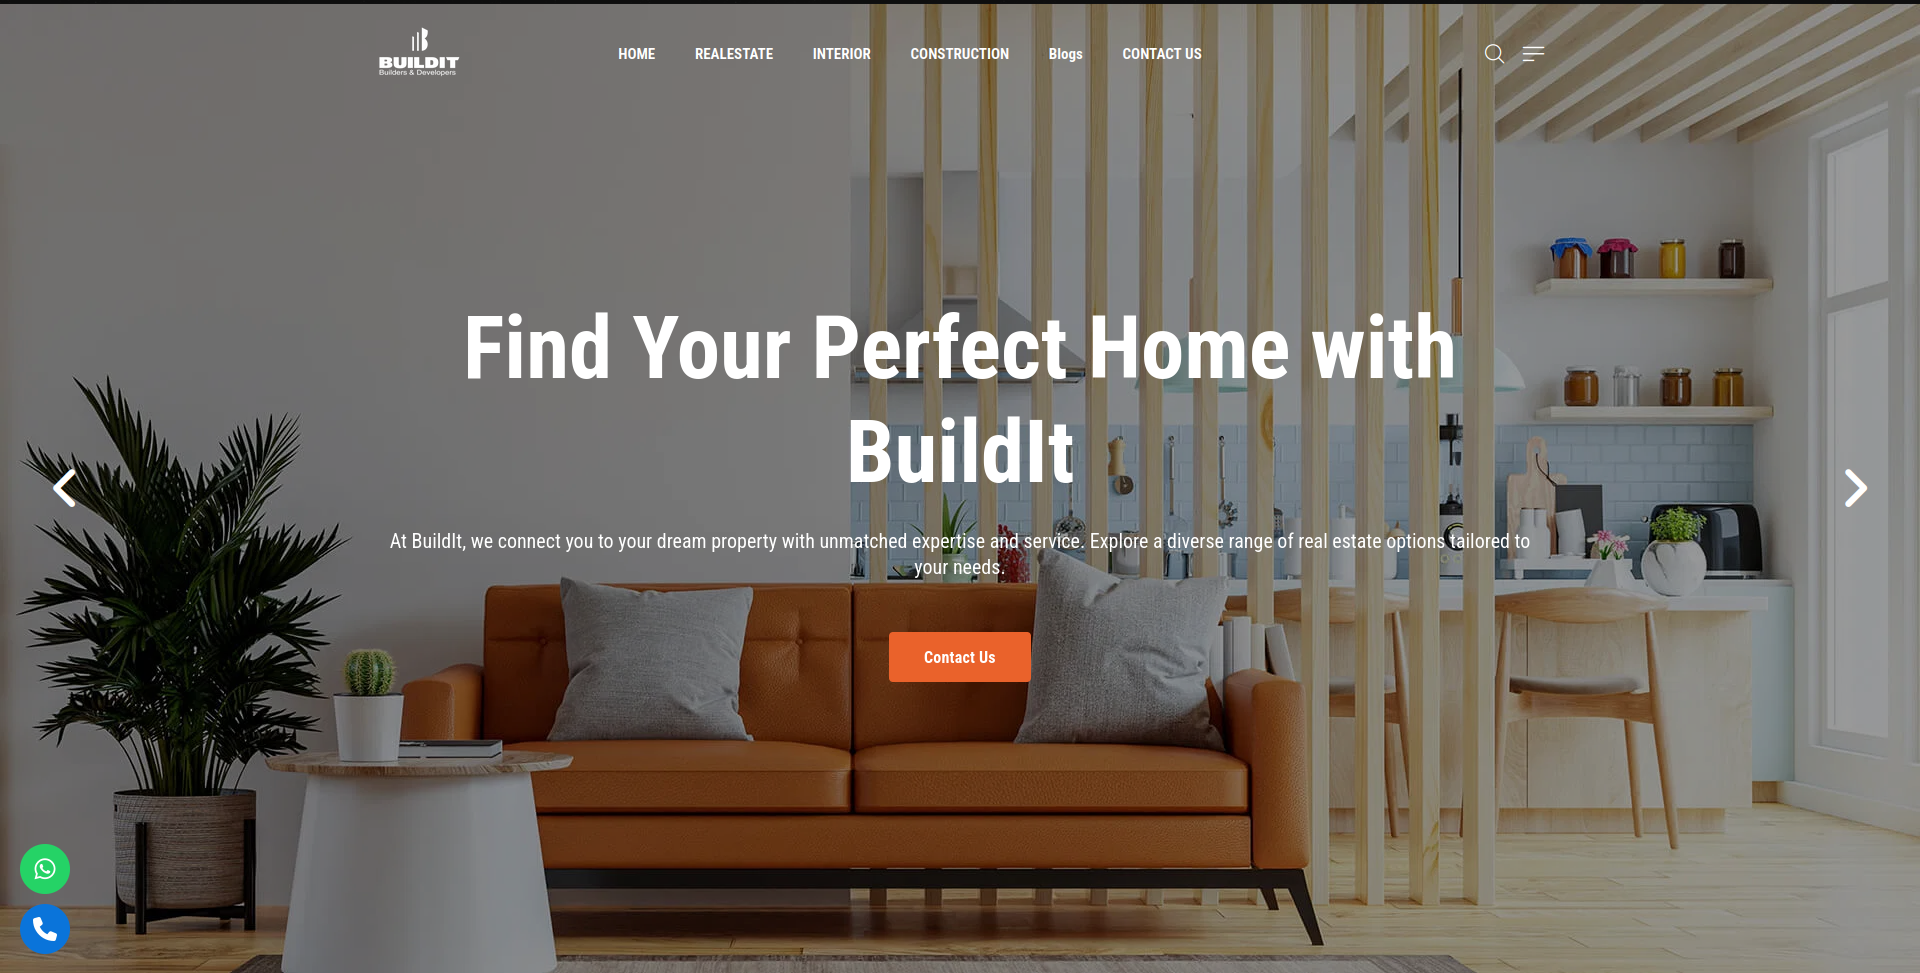 BUILDIT
Builders & Developers
HOME
REALESTATE
INTERIOR
CONSTRUCTION
Blogs
CONTACT US
Find Your Perfect Home with
BuildIt
At BuildIt, we connect you to your dream property with unmatched expertise and service. Explore a diverse range of real estate options tailored to
your needs.
Contact Us